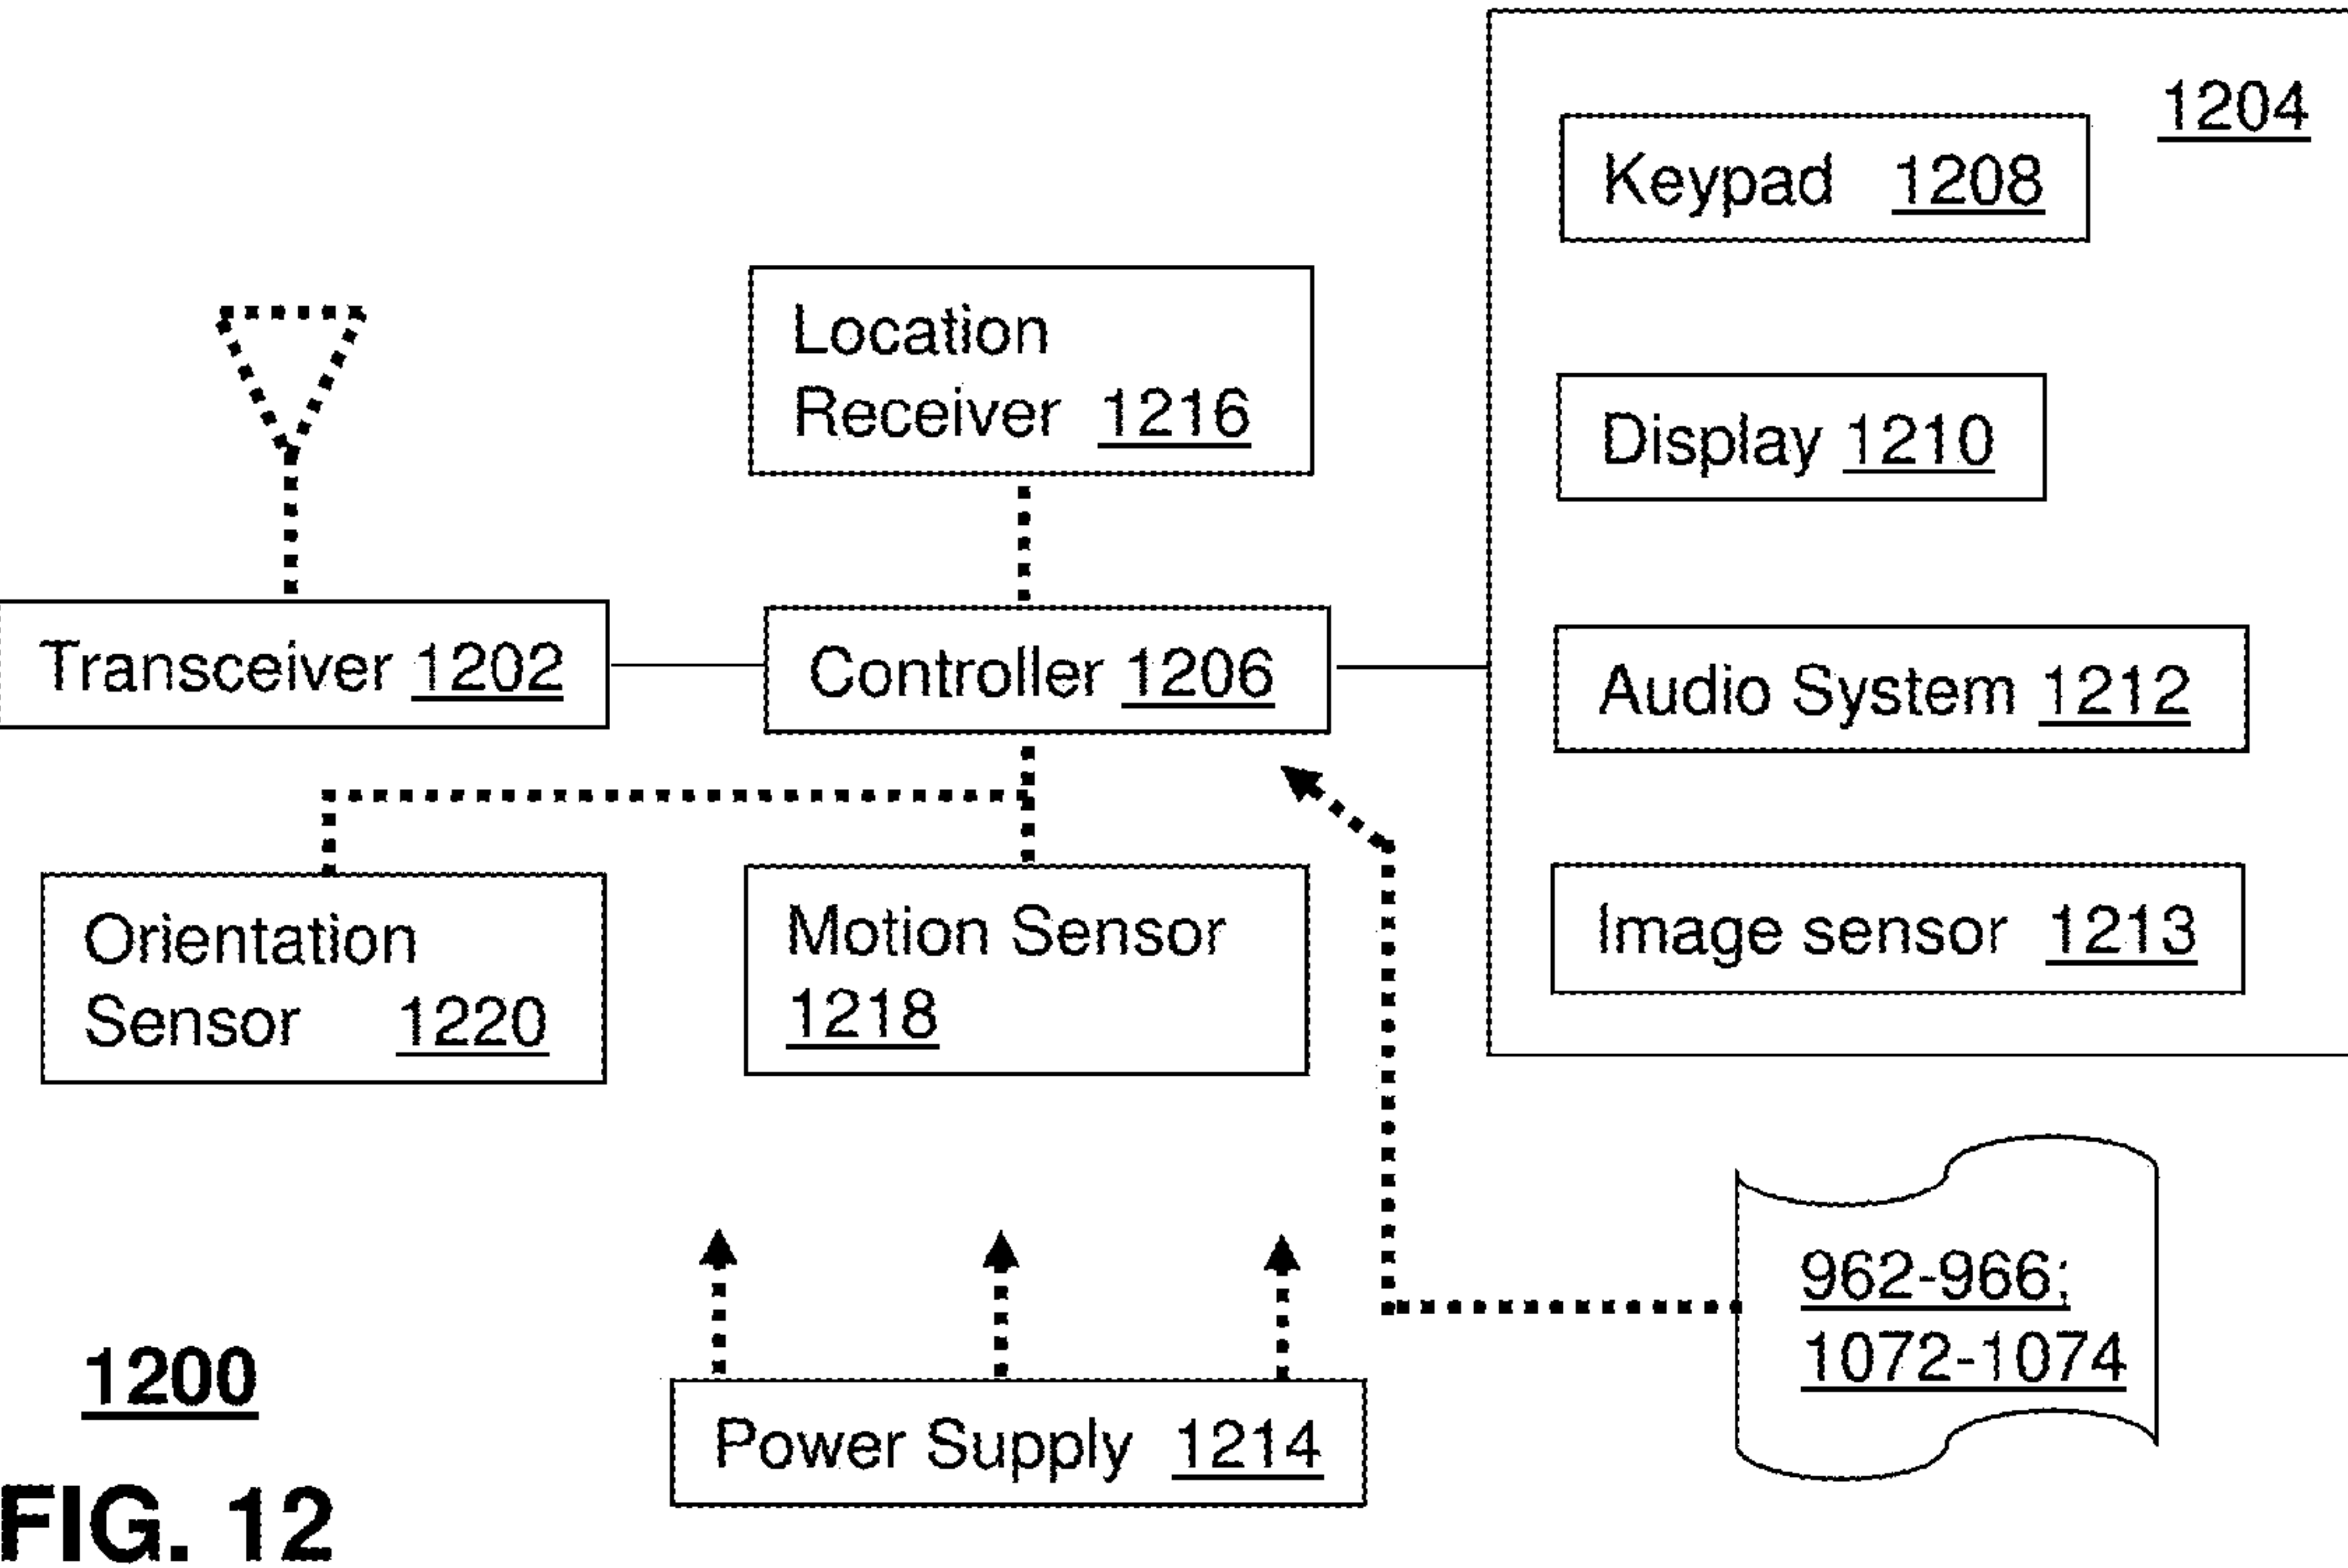 1204
Keypad 1208
Location
Receiver 1216
Display 1210
Transceiver 1202
Controller 1206
Audio System 1212
Orientation
Sensor 1220
Motion Sensor
1218
Image sensor 1213
962-966;
1072-1074
Power Supply 1214
1200
FIG. 12